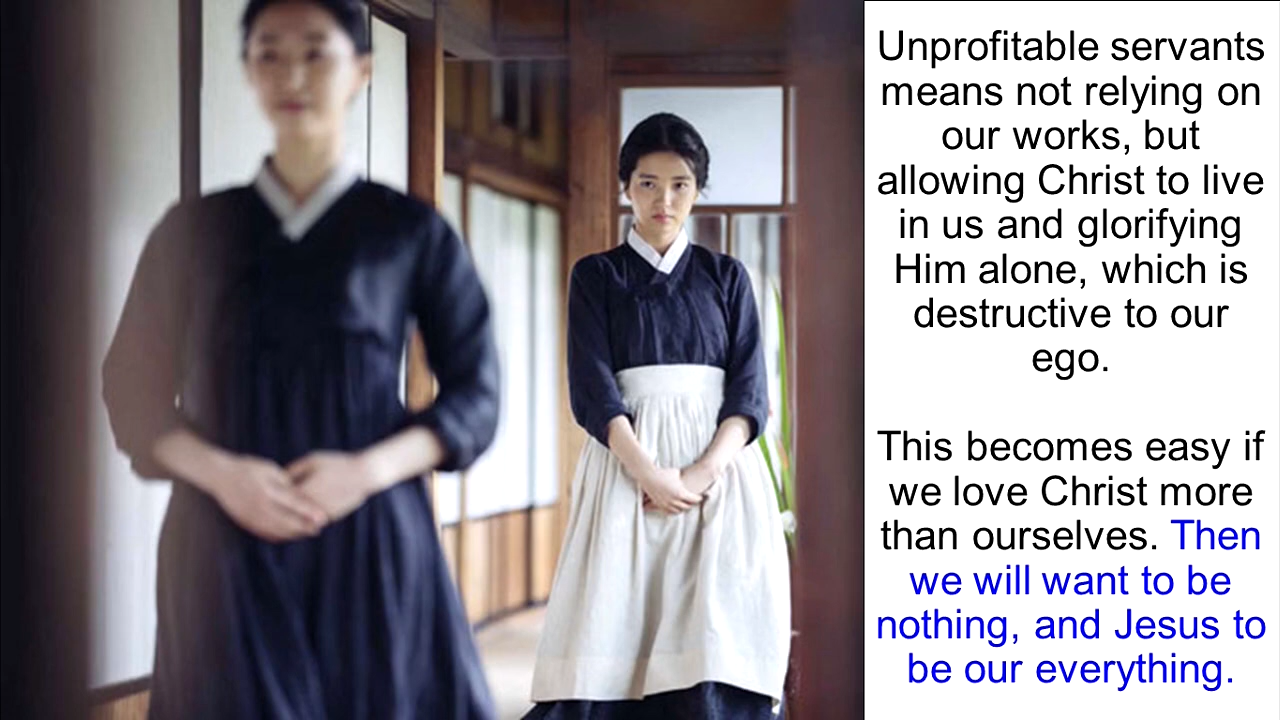 Unprofitable servants
means not relying on
our works, but
allowing Christ to live
in us and glorifying
Him alone, which is
destructive to our
ego.
This becomes easy if
we love Christ more
than ourselves. Then
we will want to be
nothing, and Jesus to
be our everything.